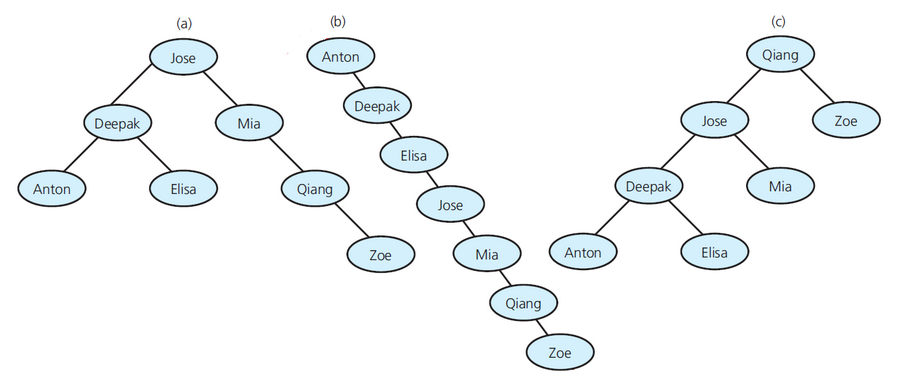 (a)
Jose
Deepak
Mia
Anton
Elisa
Qiang
Zoe
(b)
Anton
Deepak
Elisa
Jose
Mia
Qiang
Zoe
(c)
Qiang
Jose
Zoe
Deepak
Mia
Anton
Elisa